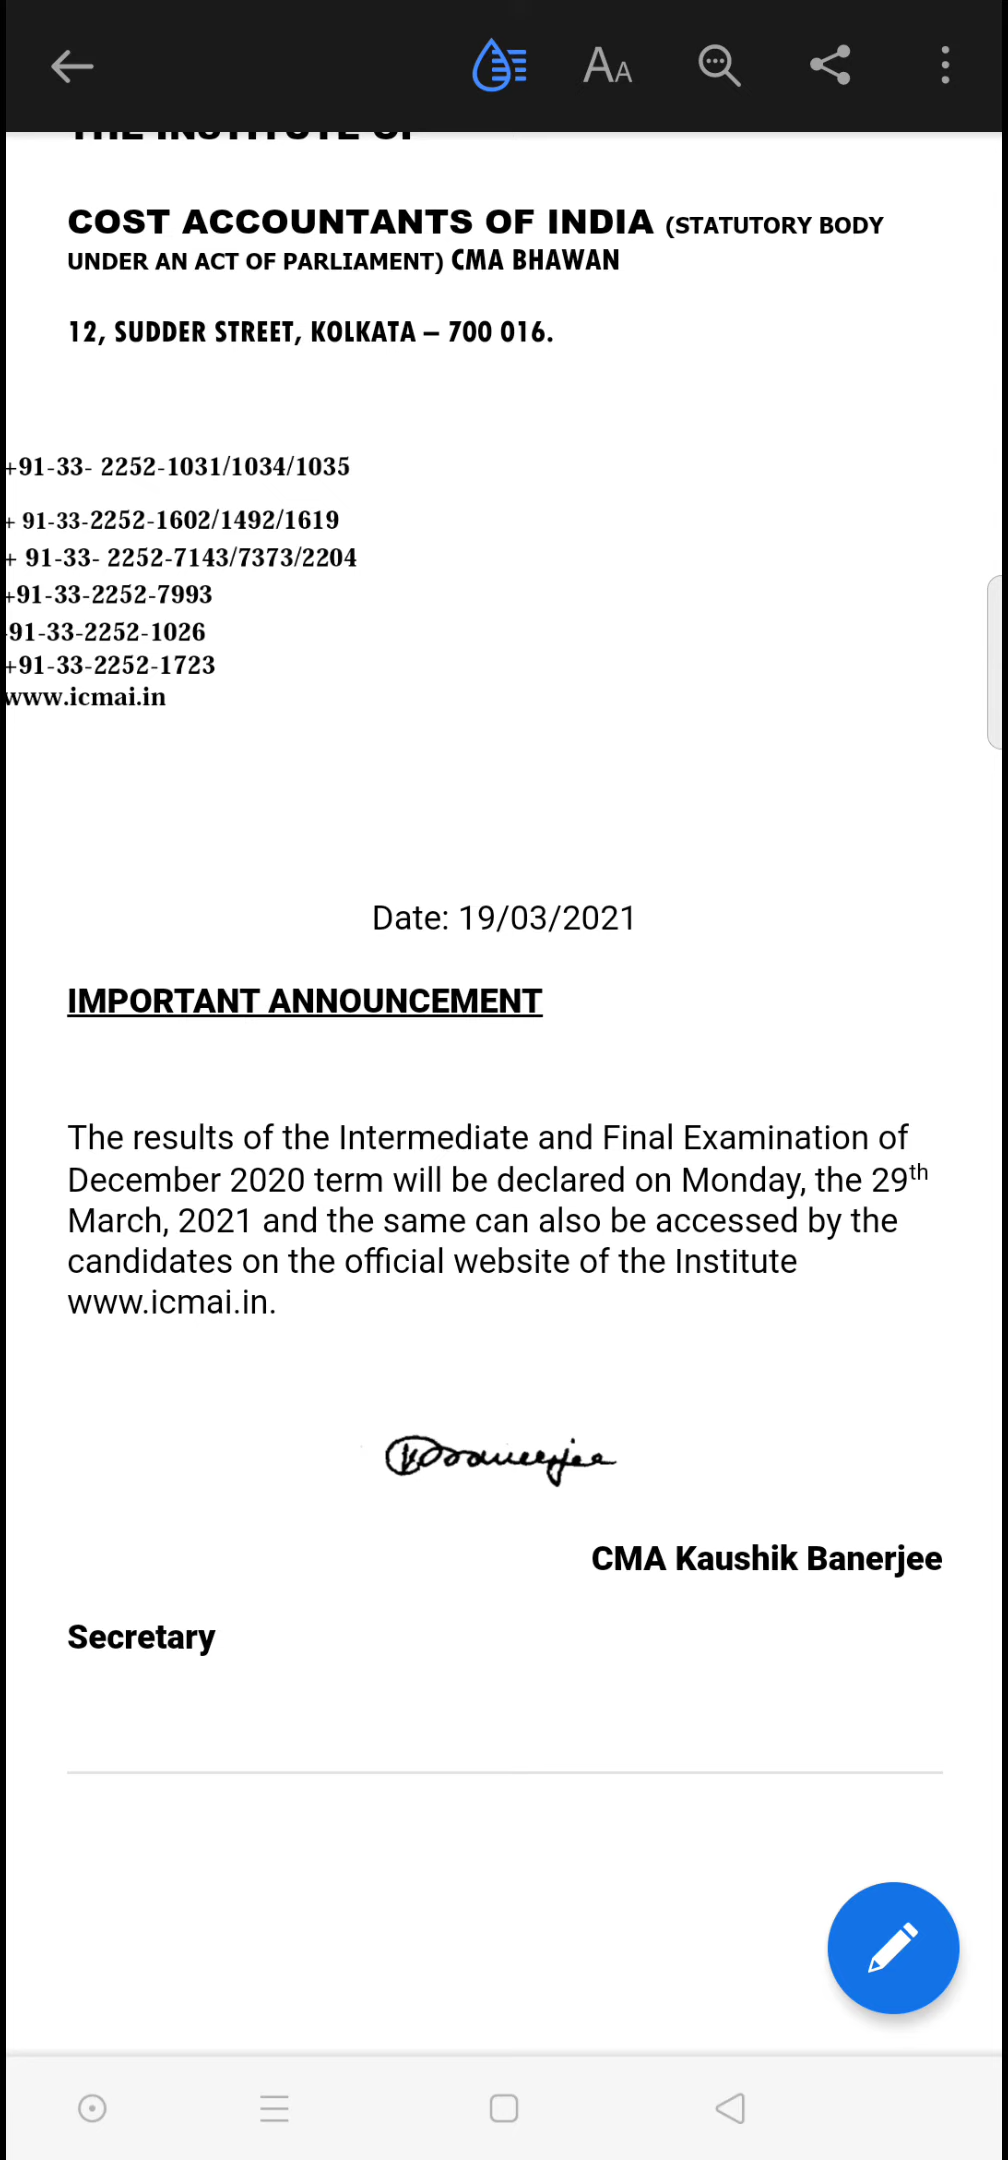 THE INSTITUTE OF
COST ACCOUNTANTS OF INDIA (STATUTORY BODY
UNDER AN ACT OF PARLIAMENT) CMA BHAWAN
12, SUDDER STREET, KOLKATA – 700 016.
+91-33- 2252-1031/1034/1035
+ 91-33-2252-1602/1492/1619
+ 91-33- 2252-7143/7373/2204
+91-33-2252-7993
91-33-2252-1026
+91-33-2252-1723
www.icmai.in
Date: 19/03/2021
IMPORTANT ANNOUNCEMENT
The results of the Intermediate and Final Examination of
December 2020 term will be declared on Monday, the 29th
March, 2021 and the same can also be accessed by the
candidates on the official website of the Institute
www.icmai.in.
CMA Kaushik Banerjee
Secretary